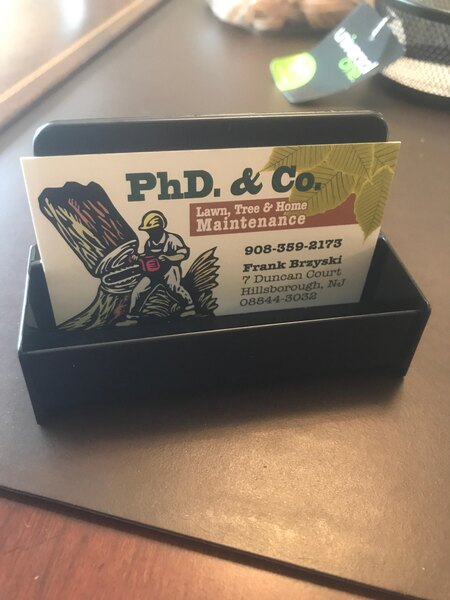 PhD. & Co.
Lawn, Tree & Home
Maintenance
908-359-2173
Frank Brzyski
7 Duncan Court
Hillsborough, NJ
08844-3032